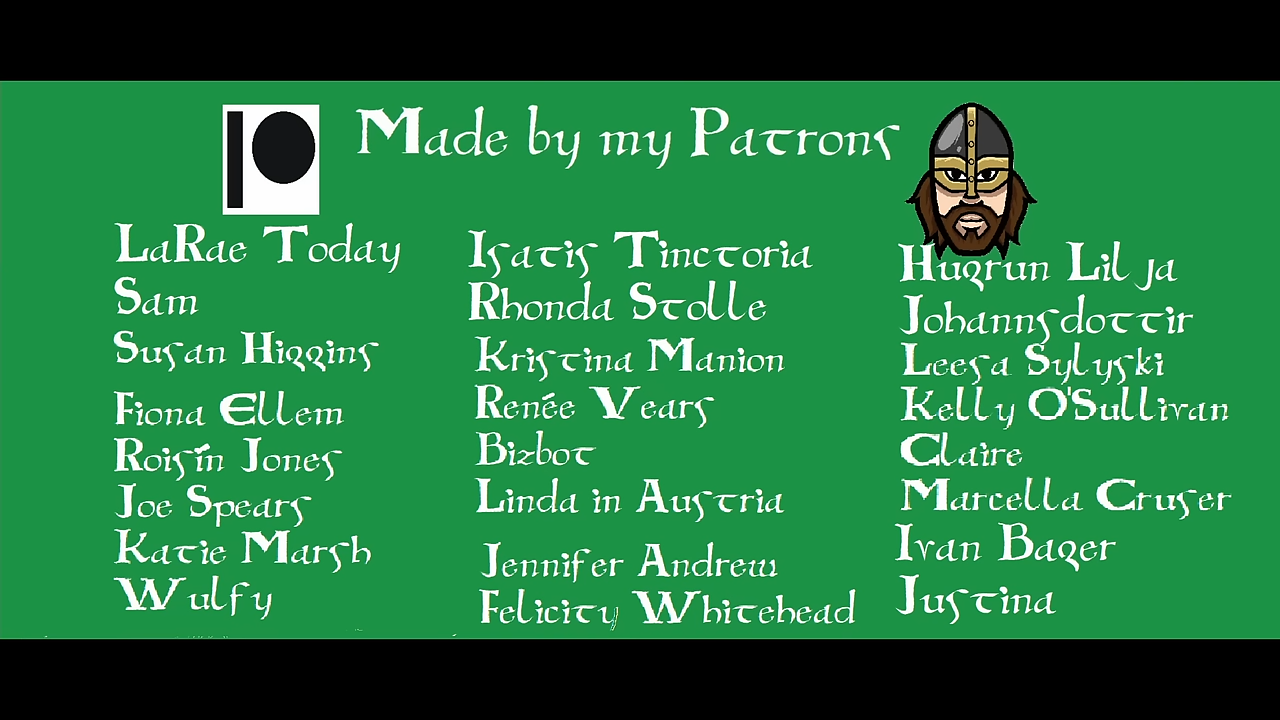 Made by my Patrons
LaRae Today
Sam
Susan Higgins
Fiona Ellem
Roisín Jones
Joe Spears
Katie Marsh
Wulfy
Isatis Tinctoria
Rhonda Stolle
Kristina Manion
Renée Vears
Bizbot
Linda in Austria
Jennifer Andrew
Felicity Whitehead
Hugrun Lilja
Johannsdottir
Leesa Sylyski
Kelly O'Sullivan
Claire
Marcella Cruser
Ivan Bager
Justina